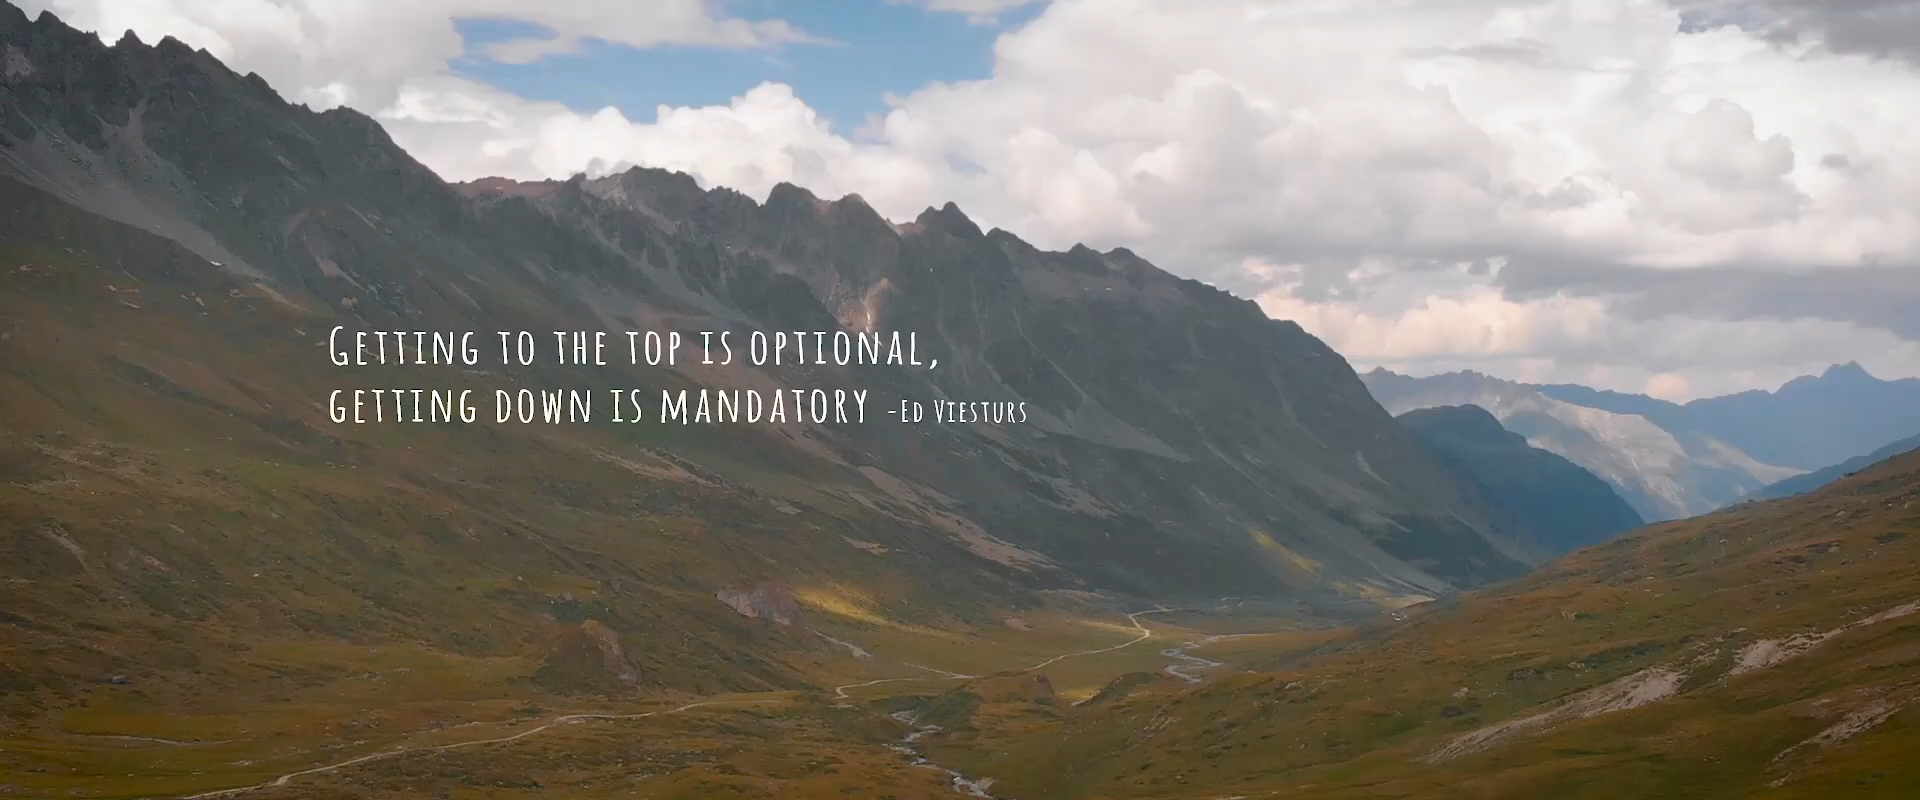 Getting to the top is optional,
getting down is mandatory -Ed Viesturs